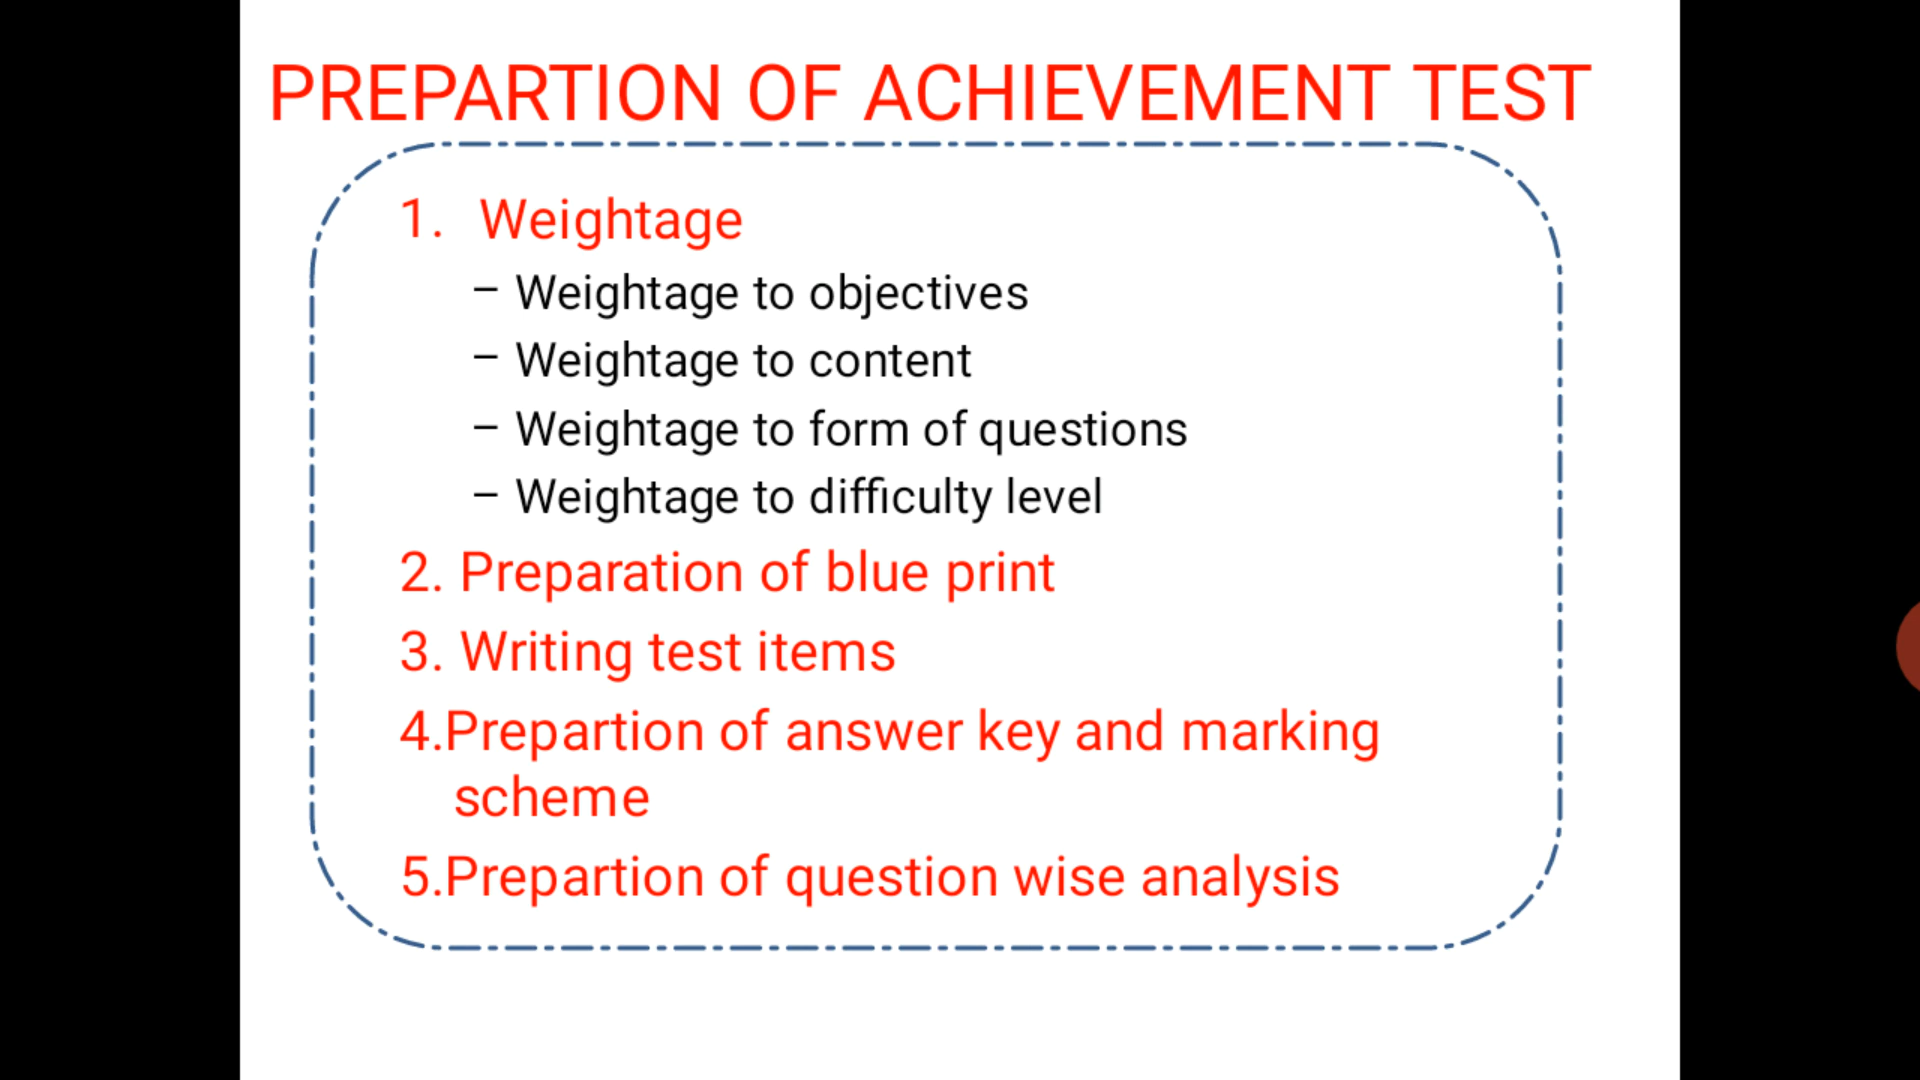 PREPARTION OF ACHIEVEMENT TEST
1. Weightage
– Weightage to objectives
– Weightage to content
– Weightage to form of questions
– Weightage to difficulty level
2. Preparation of blue print
3. Writing test items
4.Prepartion of answer key and marking
scheme
5.Prepartion of question wise analysis